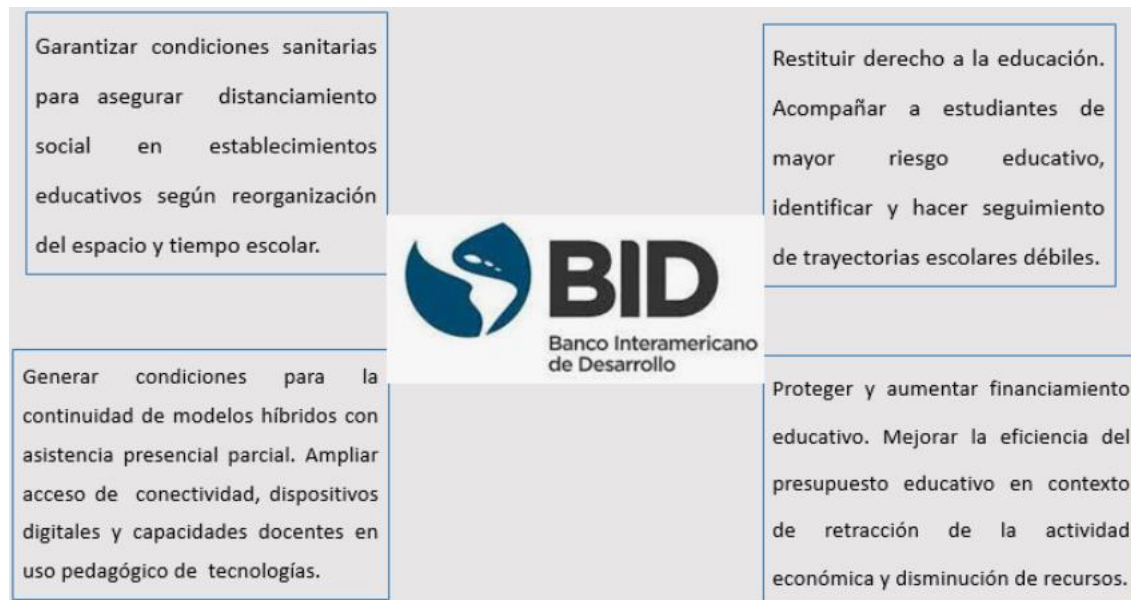 Garantizar condiciones sanitarias
para asegurar distanciamiento
social en establecimientos
educativos según reorganización
del espacio y tiempo escolar.
Restituir derecho a la educación.
Acompañar a estudiantes de
mayor riesgo educativo,
identificar y hacer seguimiento
de trayectorias escolares débiles.
BID
Banco Interamericano
de Desarrollo
Generar condiciones para la
continuidad de modelos híbridos con
asistencia presencial parcial. Ampliar
acceso de conectividad, dispositivos
digitales y capacidades docentes en
uso pedagógico de tecnologías.
Proteger y aumentar financiamiento
educativo. Mejorar la eficiencia del
presupuesto educativo en contexto
de retracción de la actividad
económica y disminución de recursos.